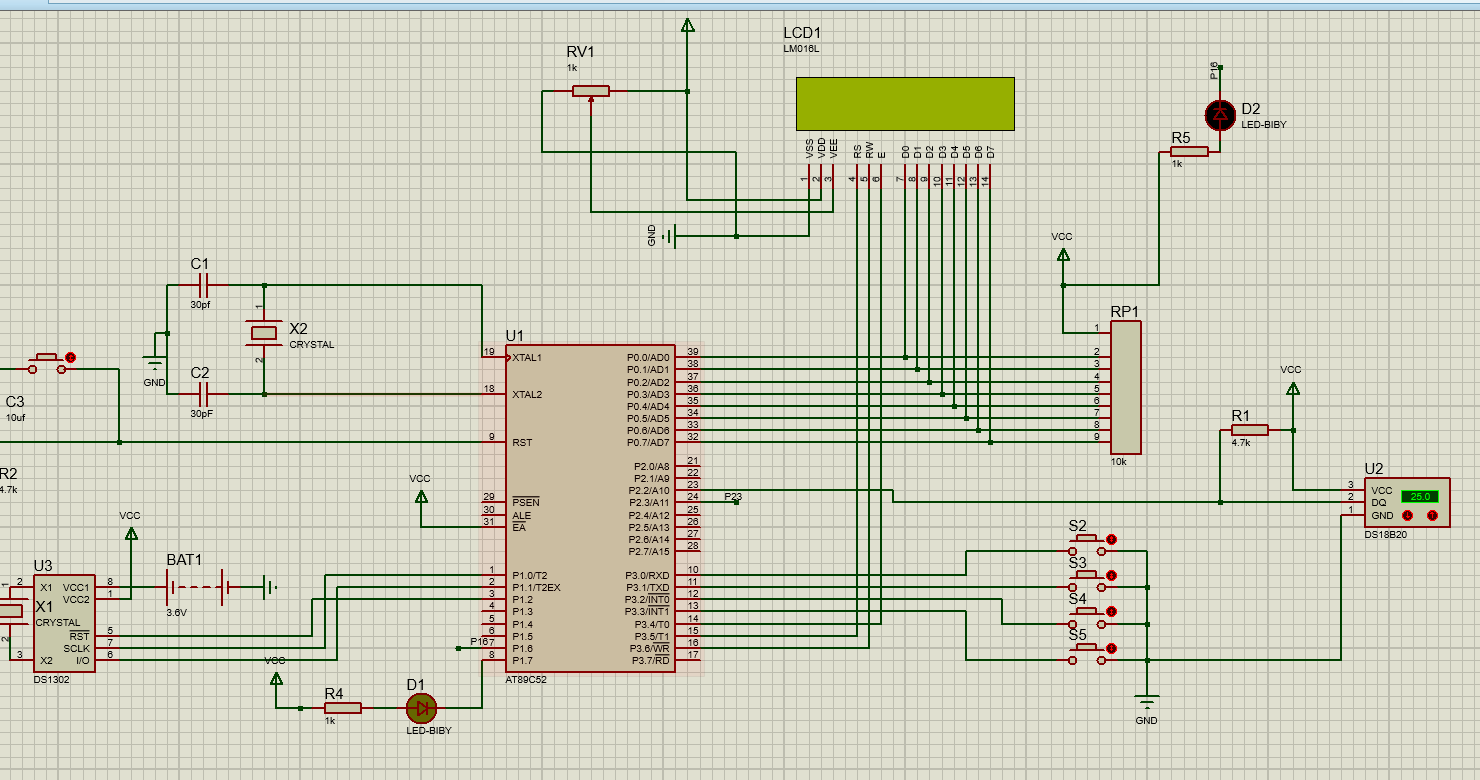 RV1
1k
LCD1
LM016L
VSS
VDD
VEE
RS
RW
E
D0
D1
D2
D3
D4
D5
D6
D7
1
2
3
4
5
6
7
8
9
10
11
12
13
14
GND
P16
D2
LED-BIBY
R5
1k
C1
30pf
X2
CRYSTAL
1
2
GND
C2
30pF
C3
10uf
R2
4.7k
VCC
RP1
1
2
3
4
5
6
7
8
9
10k
U1
19 XTAL1
18 XTAL2
9 RST
29 PSEN
30 ALE
31 EA
1 P1.0/T2
2 P1.1/T2EX
3 P1.2
4 P1.3
5 P1.4
6 P1.5
7 P1.6
8 P1.7
P0.0/AD0 39
P0.1/AD1 38
P0.2/AD2 37
P0.3/AD3 36
P0.4/AD4 35
P0.5/AD5 34
P0.6/AD6 33
P0.7/AD7 32
P2.0/A8 21
P2.1/A9 22
P2.2/A10 23
P2.3/A11 24
P2.4/A12 25
P2.5/A13 26
P2.6/A14 27
P2.7/A15 28
P3.0/RXD 10
P3.1/TXD 11
P3.2/INT0 12
P3.3/INT1 13
P3.4/T0 14
P3.5/T1 15
P3.6/WR 16
P3.7/RD 17
AT89C52
P23
P16
VCC
VCC
R1
4.7k
U2
3 VCC
2 DQ
1 GND
25.0
DS18B20
S2
S3
S4
S5
GND
VCC
U3
2 X1
3 X2
VCC1 8
VCC2 1
RST 5
SCLK 7
I/O 6
DS1302
X1
CRYSTAL
1
2
BAT1
3.6V
VCC
R4
1k
D1
LED-BIBY